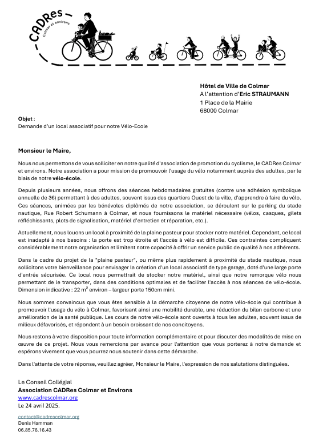 CADRes
Hôtel de Ville de Colmar
A l'attention d'Eric STRAUMANN
1 Place de la Mairie
68000 Colmar
Objet :
Demande d'un local associatif pour notre Vélo-Ecole
Monsieur le Maire,
Nous nous permettons de vous solliciter en notre qualité d'association de promotion du cyclisme, le CADRes Colmar
et environs. Notre association a pour mission de promouvoir l'usage du vélo notamment auprès des adultes, par le
biais de notre vélo-école.
Depuis plusieurs années, nous offrons des séances hebdomadaires gratuites (contre une adhésion symbolique
annuelle de 3€) permettant à des adultes, souvent issus des quartiers Ouest de la ville, d'apprendre à faire du vélo.
Ces séances, animées par les bénévoles diplômés de notre association, se déroulent sur le parking du stade
nautique, Rue Robert Schumann à Colmar, et nous fournissons le matériel nécessaire (vélos, casques, gilets
réfléchissants, plots de signalisation, matériel d'entretien et réparation, etc.).
Actuellement, nous louons un local à proximité de la plaine pasteur pour stocker notre matériel. Cependant, ce local
est inadapté à nos besoins : la porte est trop étroite et l'accès à vélo est difficile. Ces contraintes compliquent
considérablement notre organisation et limitent notre capacité à offrir un service public de qualité à nos adhérents.
Dans le cadre du projet de la "plaine pasteur", ou même plus rapidement à proximité du stade nautique, nous
sollicitons votre bienveillance pour envisager la création d'un local associatif de type garage, doté d'une large porte
d'entrée sécurisée. Ce local nous permettrait de stocker notre matériel, ainsi que notre remorque vélo nous
permettant de le transporter, dans des conditions optimales et de faciliter l'accès à nos séances de vélo-école.
Dimension indicative : 22 m² environ - largeur porte 160cm mini.
Nous sommes convaincus que vous êtes sensible à la démarche citoyenne de notre vélo-école qui contribue à
promouvoir l'usage du vélo à Colmar, favorisant ainsi une mobilité durable, une réduction du bilan carbone et une
amélioration de la santé publique. Les cours de notre vélo-école sont ouverts à tous les adultes, souvent issus de
milieux défavorisés, et répondent à un besoin croissant de nos concitoyens.
Nous restons à votre disposition pour toute information complémentaire et pour discuter des modalités de mise en
œuvre de ce projet. Nous vous remercions par avance pour l'attention que vous porterez à notre demande et
espérons vivement que vous pourrez nous soutenir dans cette démarche.
Dans l'attente de votre réponse, veuillez agréer, Monsieur le Maire, l'expression de nos salutations distinguées.
Le Conseil Collégial
Association CADRes Colmar et Environs
www.cadrescolmar.org
Le 24 avril 2025.
contact@cadrescolmar.org